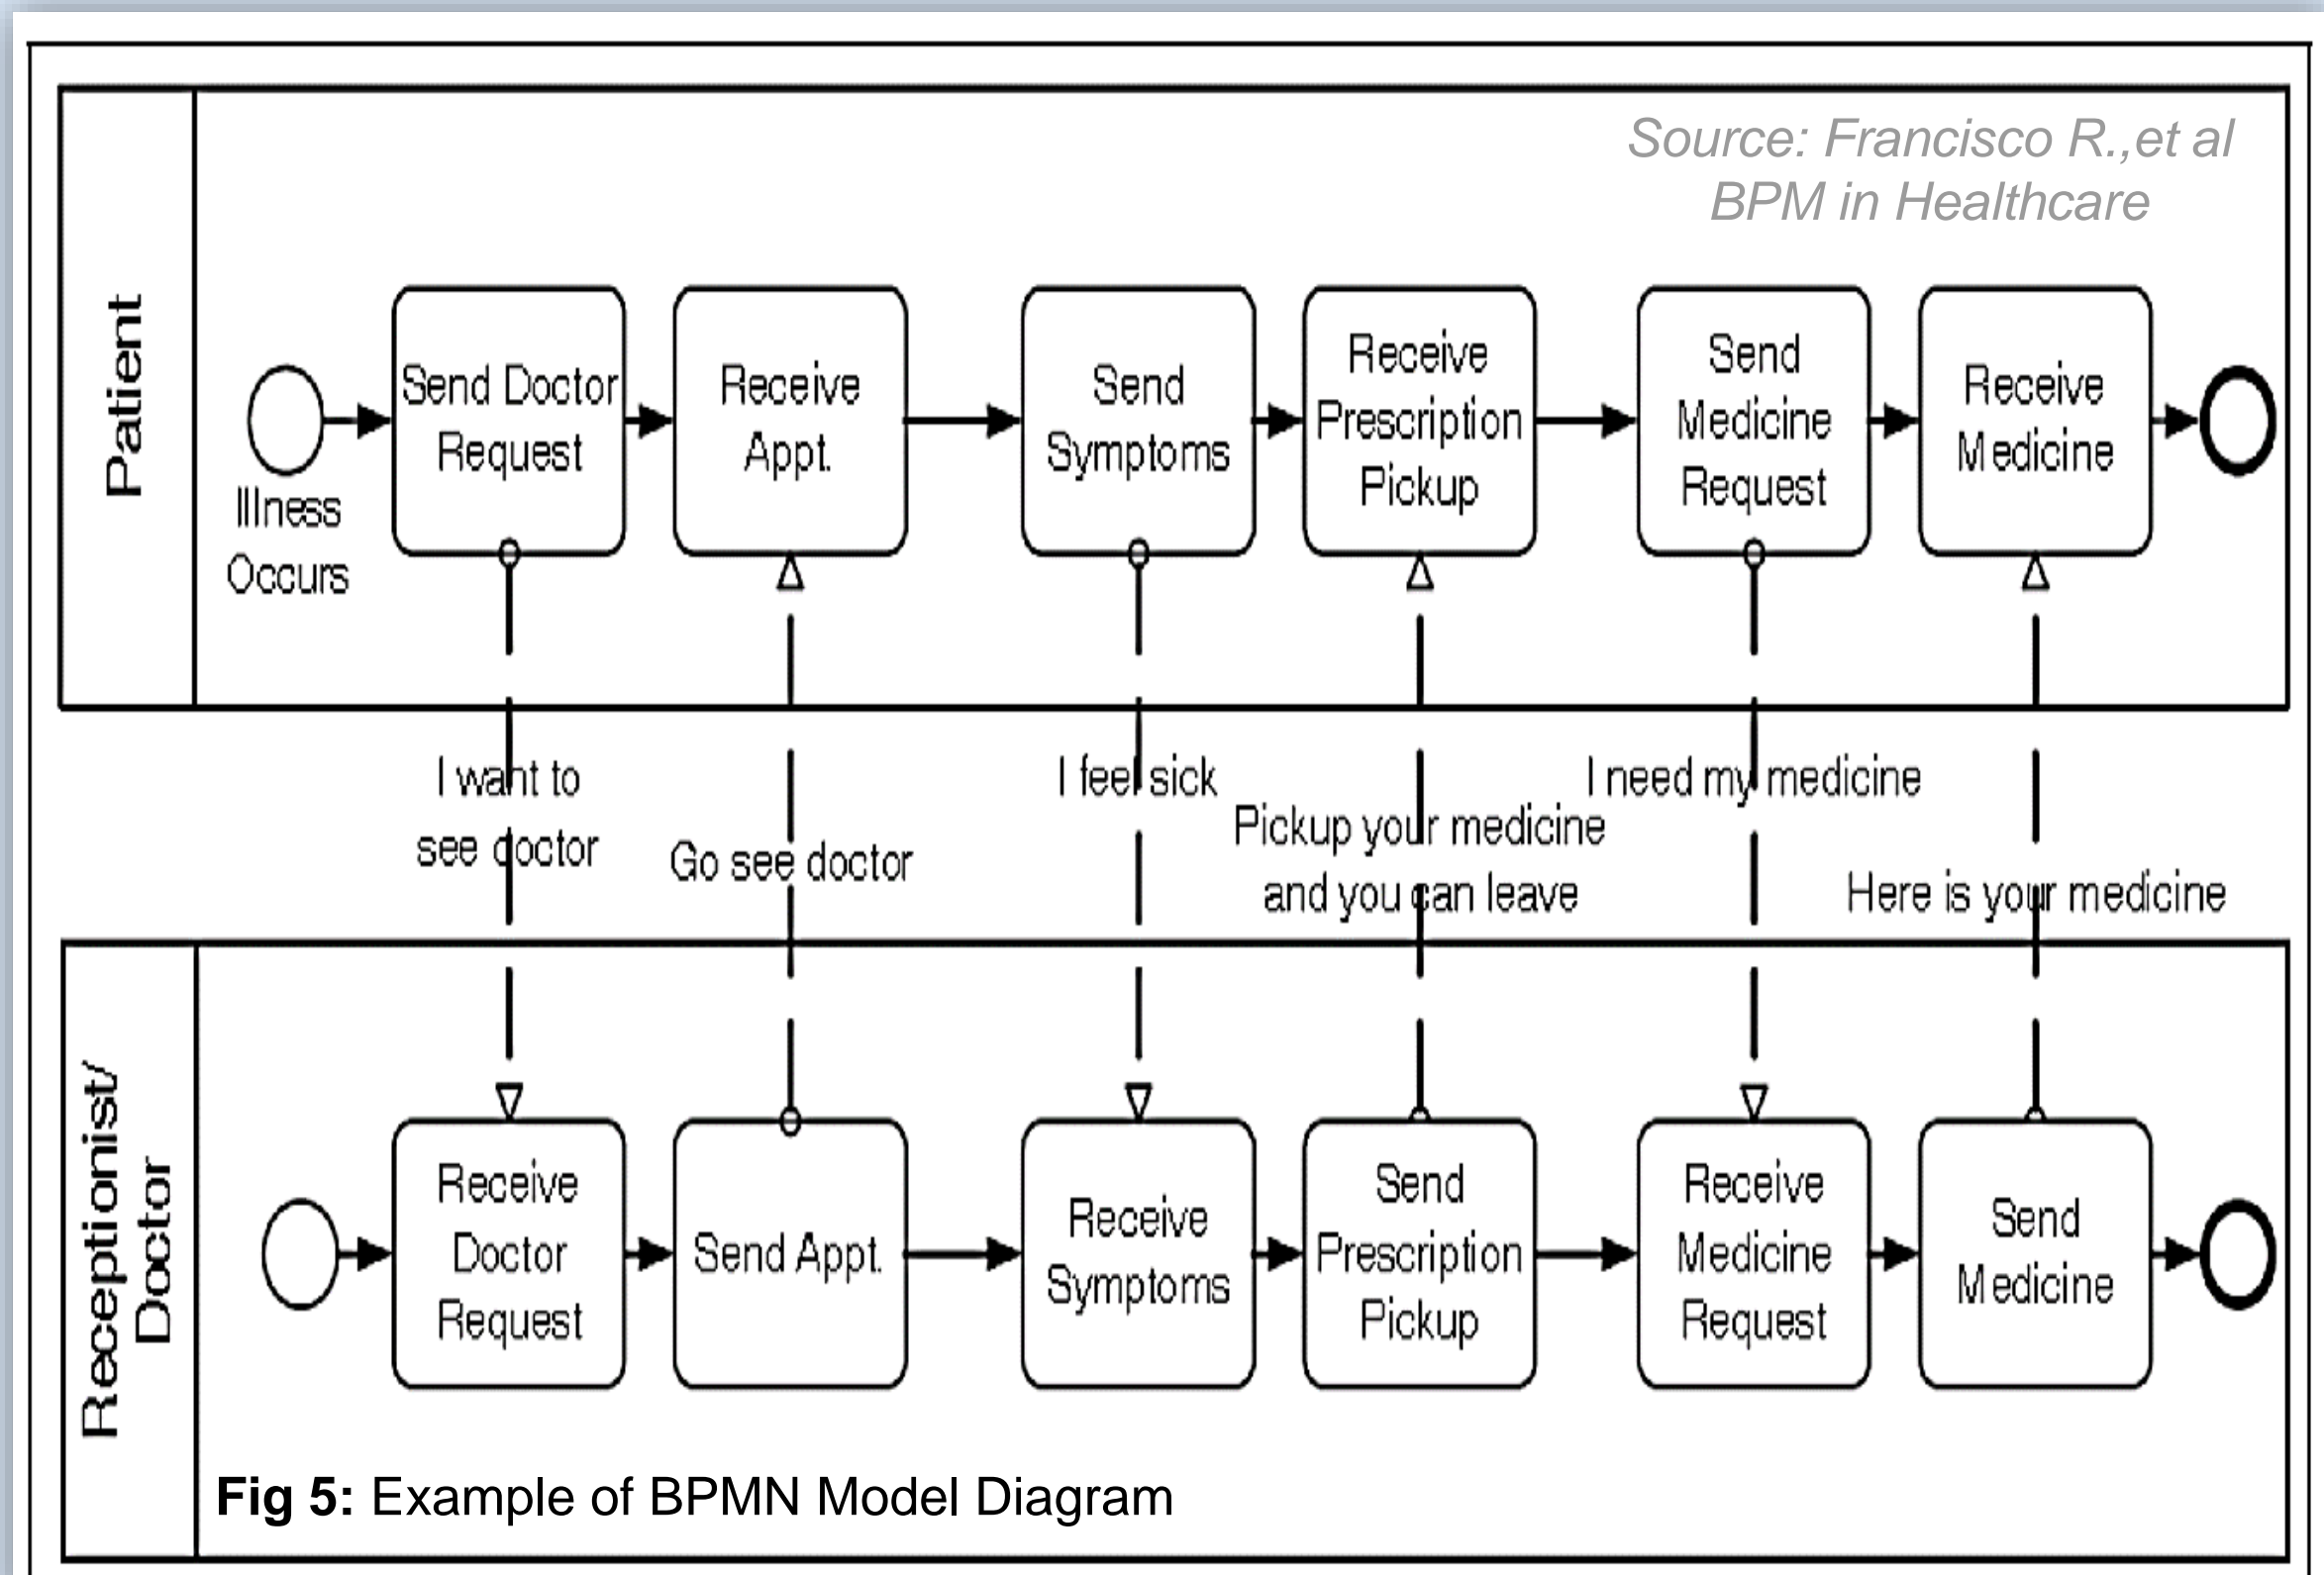 Source: Francisco R.,et al
BPM in Healthcare
Patient
Illness
Occurs
Send Doctor
Request
Receive
Appt.
Send
Symptoms
Receive
Prescription
Pickup
Send
Medicine
Request
Receive
Medicine
I want to
see doctor
Go see doctor
I feel sick
Pickup your medicine
and you can leave
I need my medicine
Here is your medicine
Receptionist/
Doctor
Receive
Doctor
Request
Send Appt.
Receive
Symptoms
Send
Prescription
Pickup
Receive
Medicine
Request
Send
Medicine
Fig 5: Example of BPMN Model Diagram